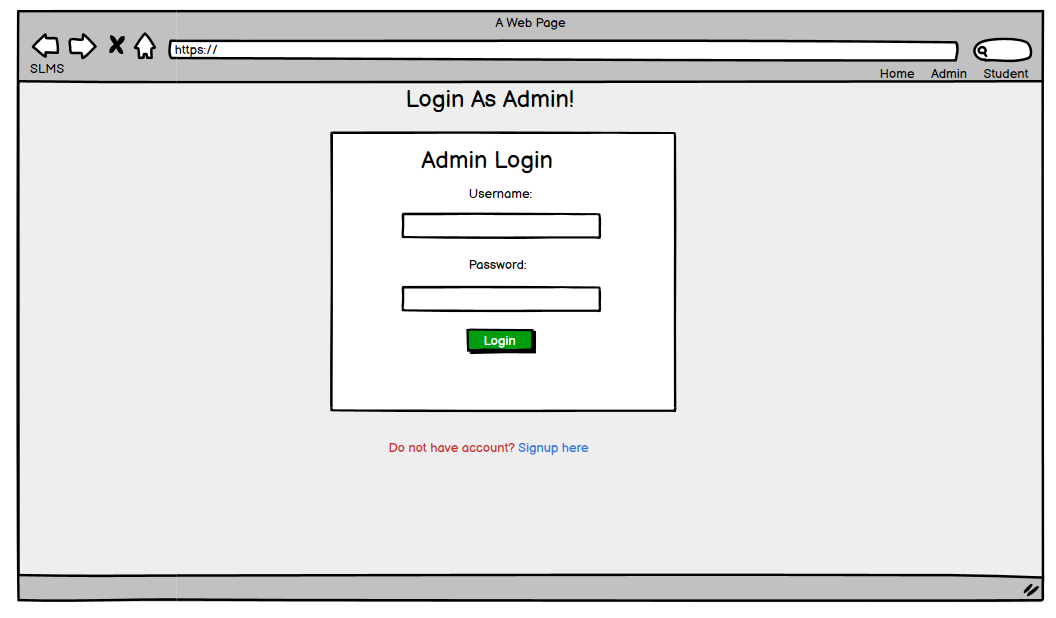 A Web Page
https://
SLMS
Home Admin Student
Login As Admin!
Admin Login
Username:
Password:
Login
Do not have account? Signup here